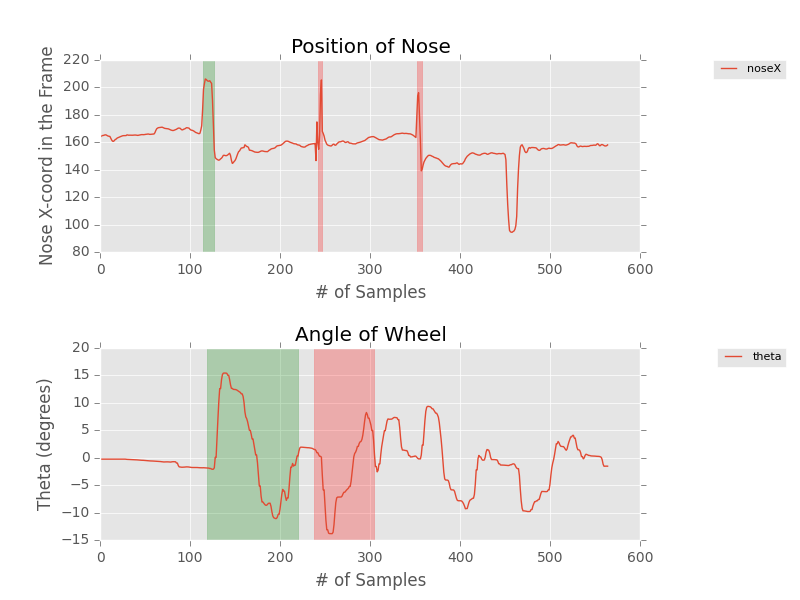 Position of Nose
Nose X-coord in the Frame
220
200
180
160
140
120
100
80
0 100 200 300 400 500 600
# of Samples
noseX
Angle of Wheel
Theta (degrees)
20
15
10
5
0
−5
−10
−15
0 100 200 300 400 500 600
# of Samples
theta